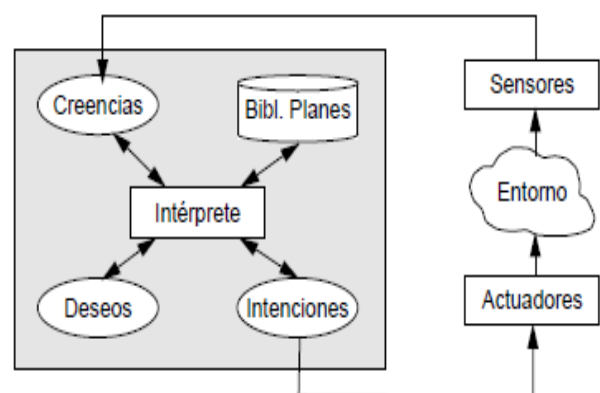 Creencias
Bibl. Planes
Sensores
Intérprete
Entorno
Deseos
Intenciones
Actuadores